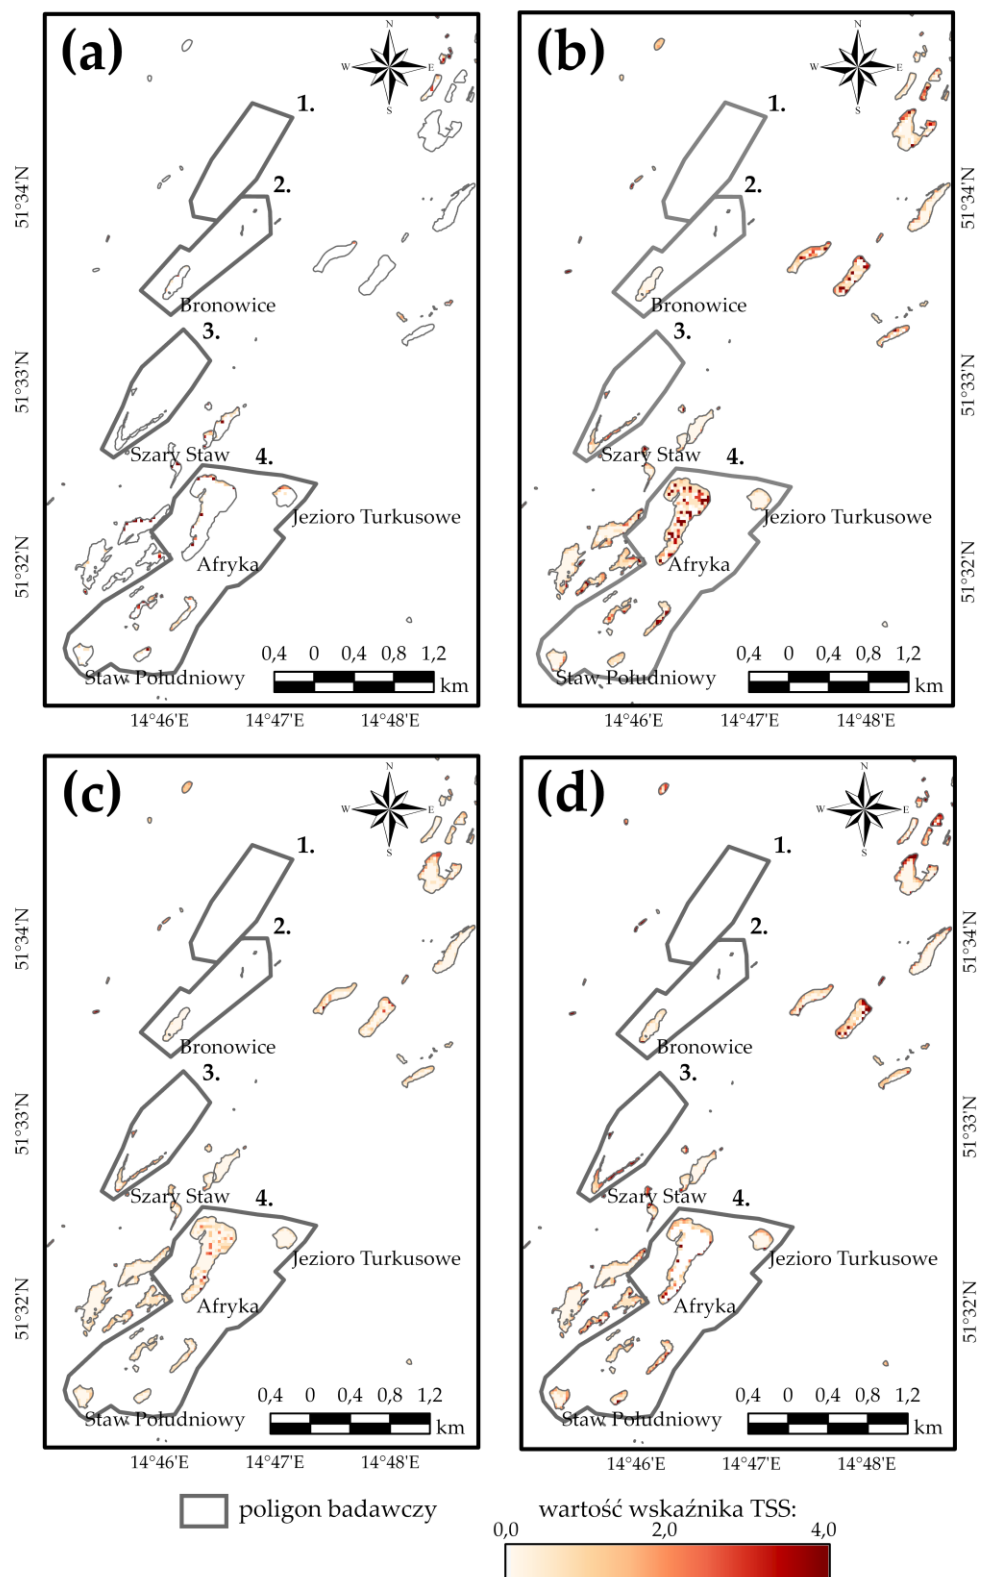 (a)
N
W
E
S
1.
2.
Bronowice
3.
Szary Staw
4.
Jezioro Turkusowe
Afryka
Staw Południowy
0,4 0 0,4 0,8 1,2
km
51°34'N
51°33'N
51°32'N
14°46'E 14°47'E 14°48'E
(b)
N
W
E
S
1.
2.
Bronowice
3.
Szary Staw
4.
Jezioro Turkusowe
Afryka
Staw Południowy
0,4 0 0,4 0,8 1,2
km
51°34'N
51°33'N
51°32'N
14°46'E 14°47'E 14°48'E
(c)
N
W
E
S
1.
2.
Bronowice
3.
Szary Staw
4.
Jezioro Turkusowe
Afryka
Staw Południowy
0,4 0 0,4 0,8 1,2
km
51°34'N
51°33'N
51°32'N
14°46'E 14°47'E 14°48'E
(d)
N
W
E
S
1.
2.
Bronowice
3.
Szary Staw
4.
Jezioro Turkusowe
Afryka
Staw Południowy
0,4 0 0,4 0,8 1,2
km
51°34'N
51°33'N
51°32'N
14°46'E 14°47'E 14°48'E
poligon badawczy
wartość wskaźnika TSS:
0,0 2,0 4,0